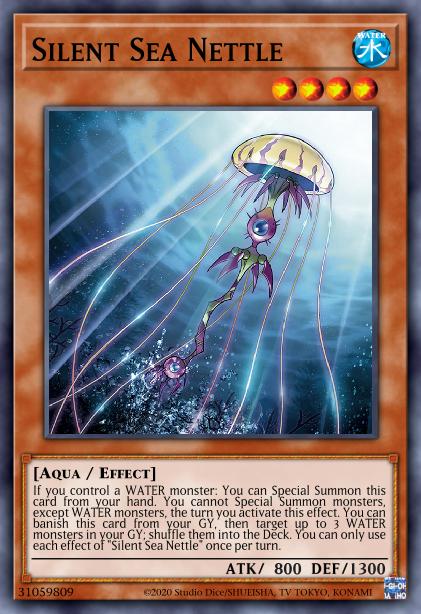 SILENT SEA NETTLE
WATER
水
[AQUA / EFFECT]
If you control a WATER monster: You can Special Summon this
card from your hand. You cannot Special Summon monsters,
except WATER monsters, the turn you activate this effect. You can
banish this card from your GY, then target up to 3 WATER
monsters in your GY; shuffle them into the Deck. You can only use
each effect of "Silent Sea Nettle" once per turn.
ATK/ 800 DEF/1300
31059809 ©2020 Studio Dice/SHUEISHA, TV TOKYO, KONAMI